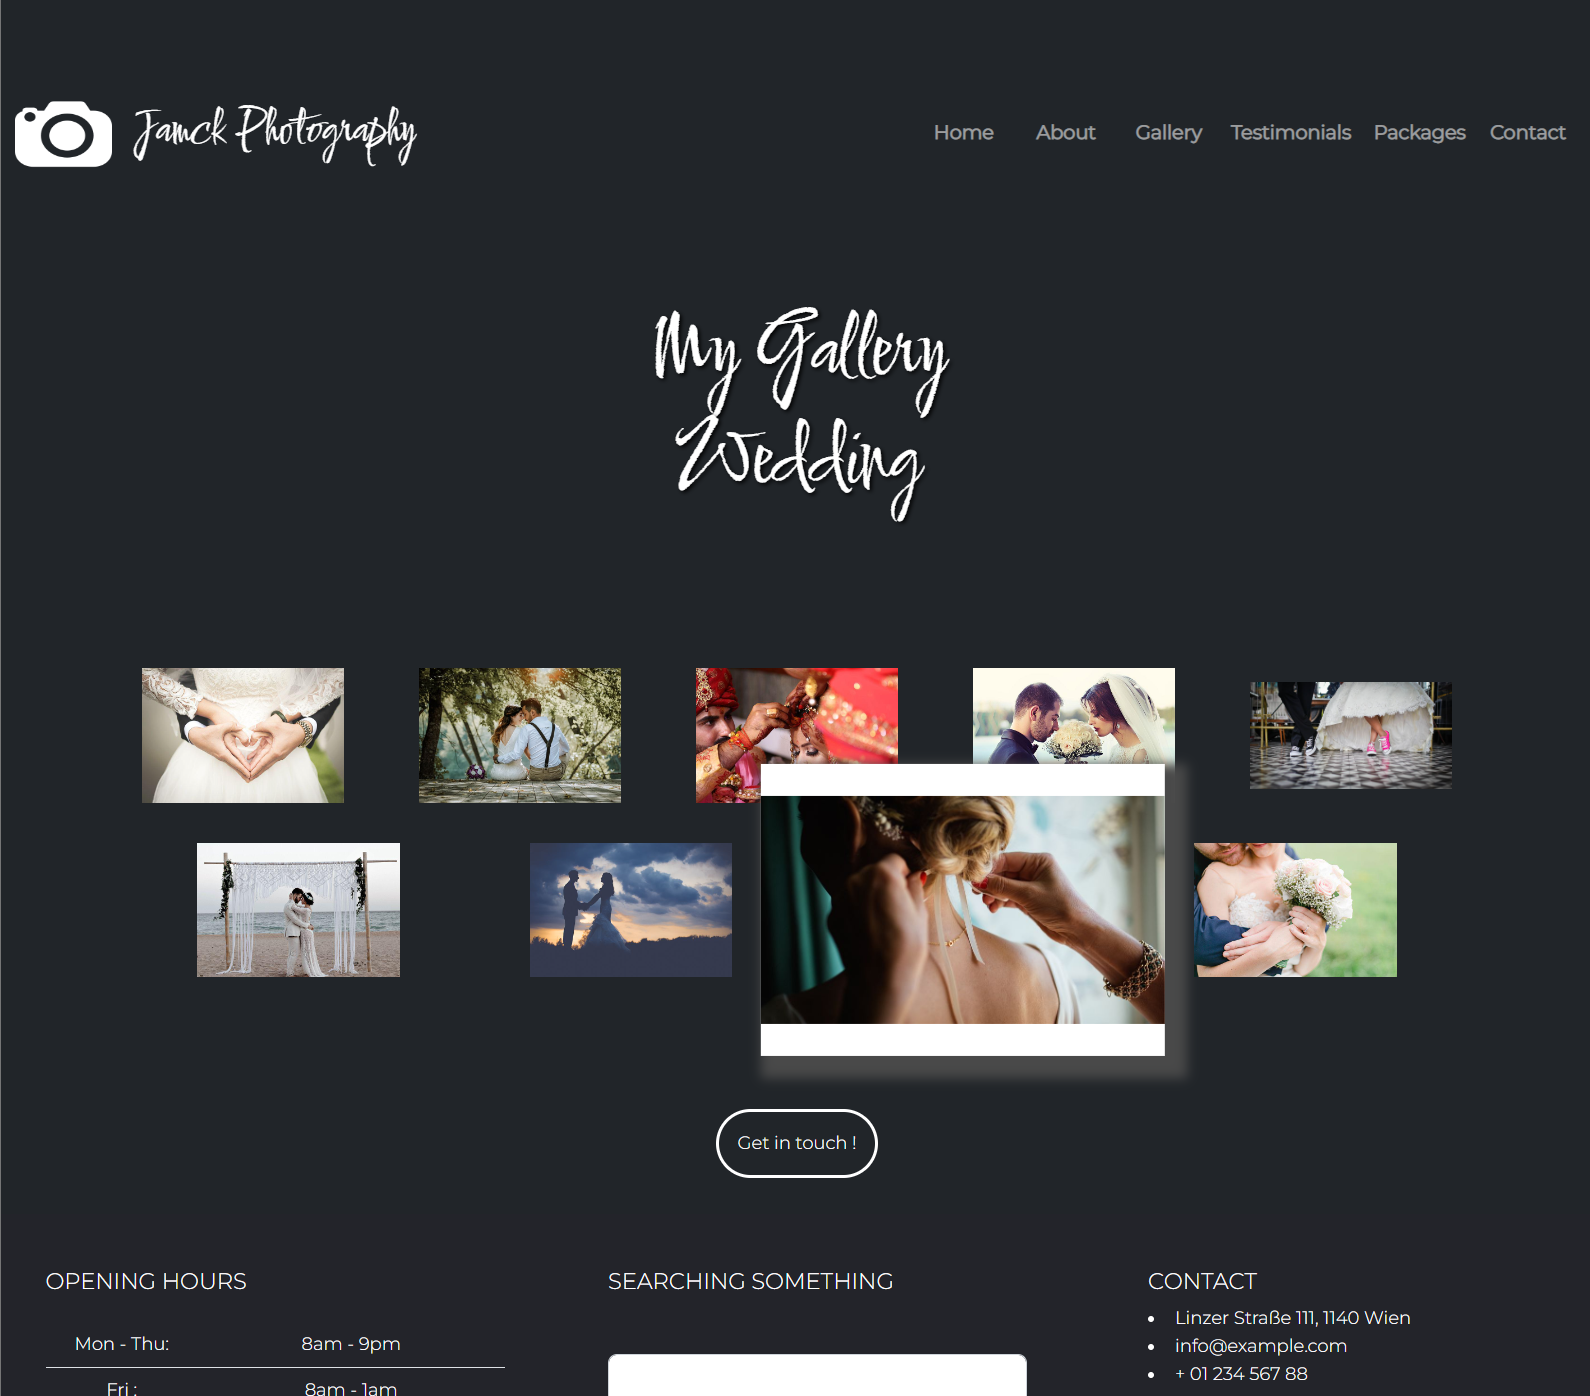 Jamck Photography
Home About Gallery Testimonials Packages Contact
My Gallery
Wedding
Get in touch !
OPENING HOURS
Mon - Thu: 8am - 9pm
Fri : 8am - 1am
SEARCHING SOMETHING
CONTACT
Linzer Straße 111, 1140 Wien
info@example.com
+ 01 234 567 88